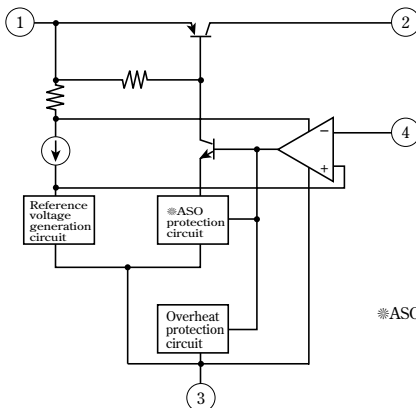 1
2
−
4
+
Reference
voltage
generation
circuit
※ASO
protection
circuit
※ASO
Overheat
protection
circuit
3